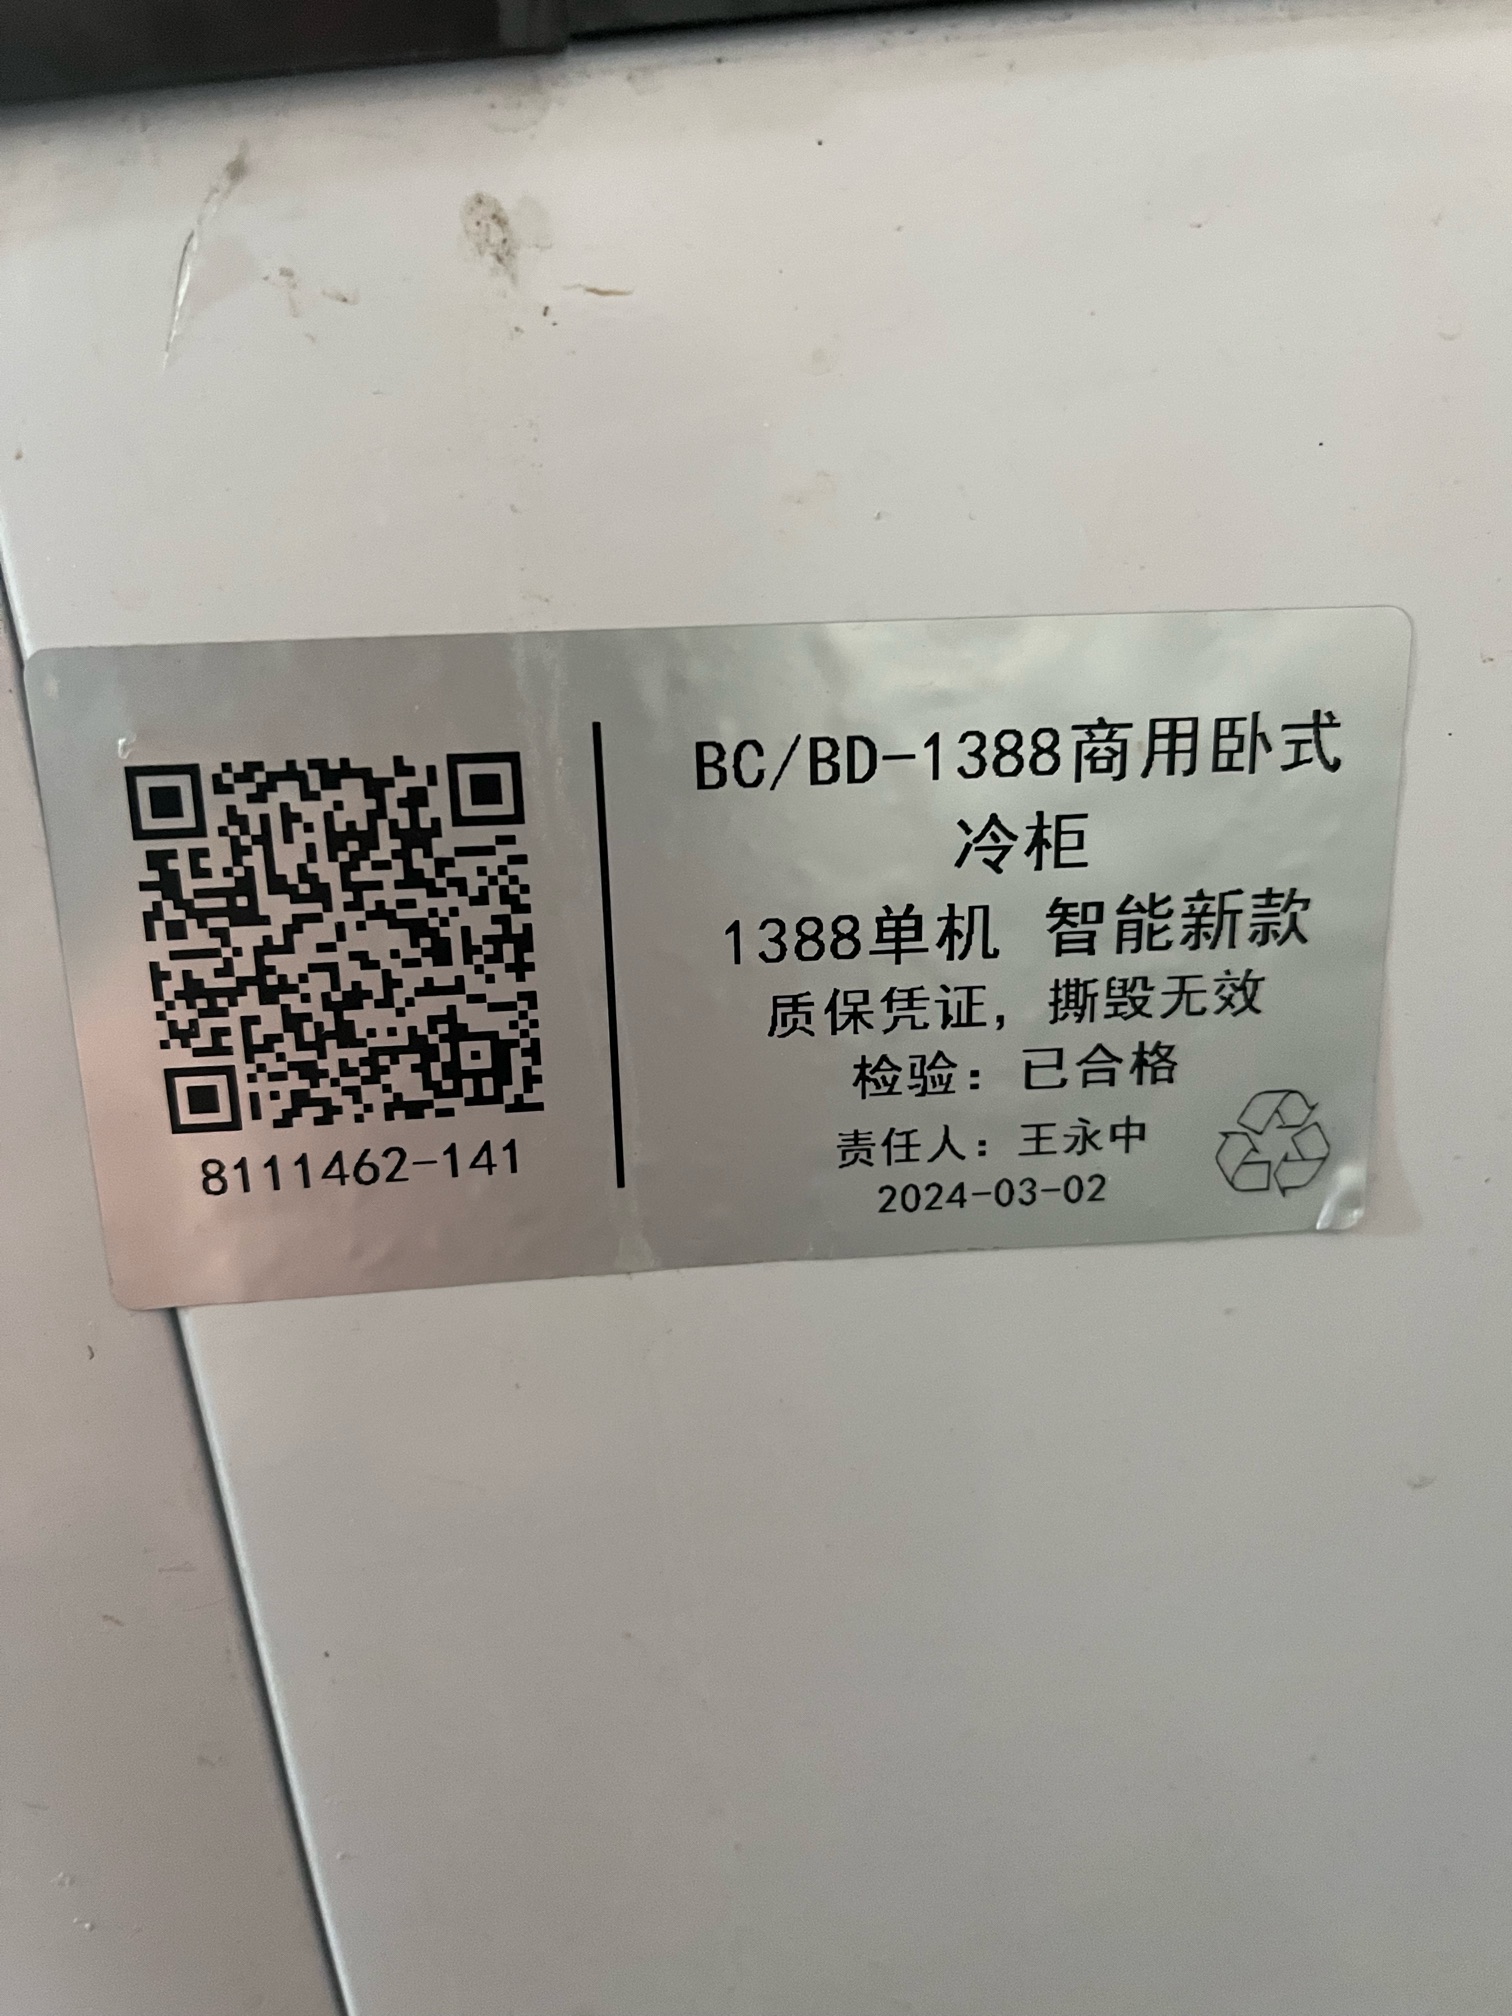 BC/BD-1388商用卧式
冷柜
1388单机 智能新款
质保凭证，撕毁无效
检验：已合格
责任人：王永中
2024-03-02
8111462-141